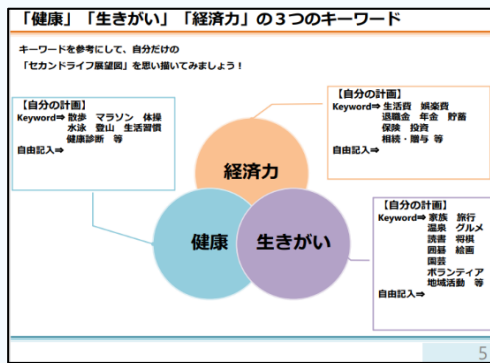 「健康」「生きがい」「経済力」の３つのキーワード
キーワードを参考にして、自分だけの
「セカンドライフ展望図」を思い描いてみましょう！
【自分の計画】
Keyword⇒ 散歩　マラソン　体操
水泳　登山　生活習慣
健康診断　等
自由記入⇒
【自分の計画】
Keyword⇒ 生活費　娯楽費
退職金　年金　貯蓄
保険　投資
相続・贈与 等
自由記入⇒
経済力
健康
生きがい
【自分の計画】
Keyword⇒ 家族　旅行
温泉　グルメ
読書　将棋
囲碁　絵画
園芸
ボランティア
地域活動　等
自由記入⇒
5